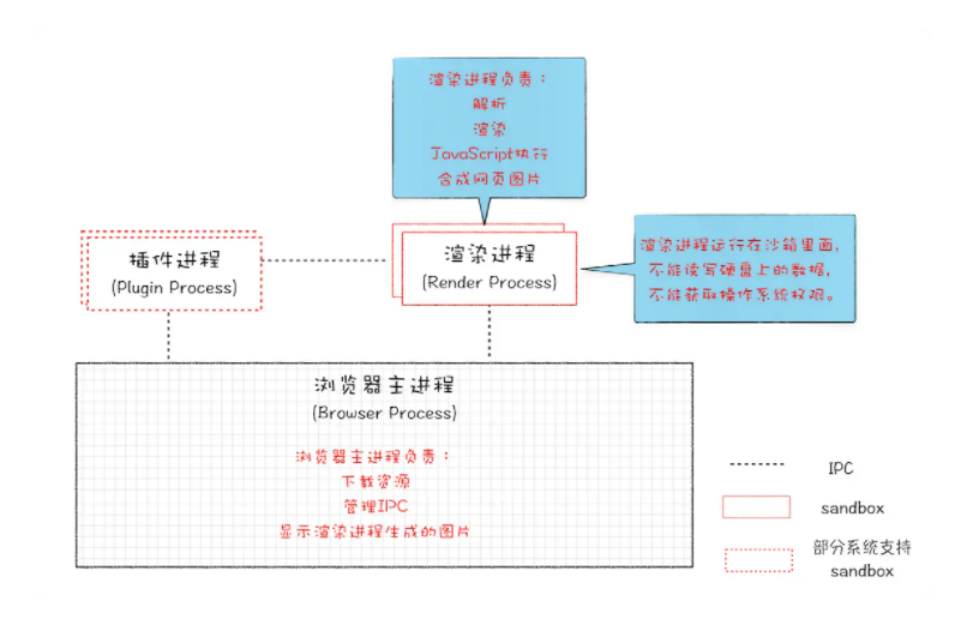 渲染进程负责：
解析
渲染
JavaScript执行
合成网页图片
插件进程
(Plugin Process)
渲染进程
(Render Process)
渲染进程运行在沙箱里面，
不能读写硬盘上的数据，
不能获取操作系统权限。
浏览器主进程
(Browser Process)
浏览器主进程负责：
下载资源
管理IPC
显示渲染进程生成的图片
IPC
sandbox
部分系统支持
sandbox